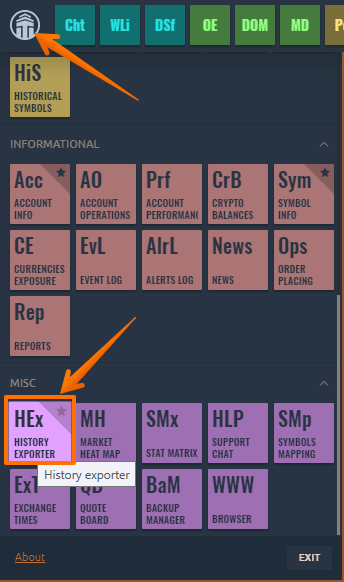 Cht WLi DSf OE DOM MD
HiS
HISTORICAL
SYMBOLS
INFORMATIONAL
Acc AO Prf CrB Sym
ACCOUNT INFO ACCOUNT OPERATIONS ACCOUNT PERFORMANI CRYPTO BALANCES SYMBOL INFO
CE EvL AlrL News Ops
CURRENCIES EXPOSURE EVENT LOG ALERTS LOG NEWS ORDER PLACING
Rep
REPORTS
MISC
HEx MH SMx HLP SMp
HISTORY EXPORTER MARKET HEAT MAP STAT MATRIX SUPPORT CHAT SYMBOLS MAPPING
History exporter
ExT QB BaM WWW
EXCHANGE TIMES QUOTE BOARD BACKUP MANAGER BROWSER
About EXIT